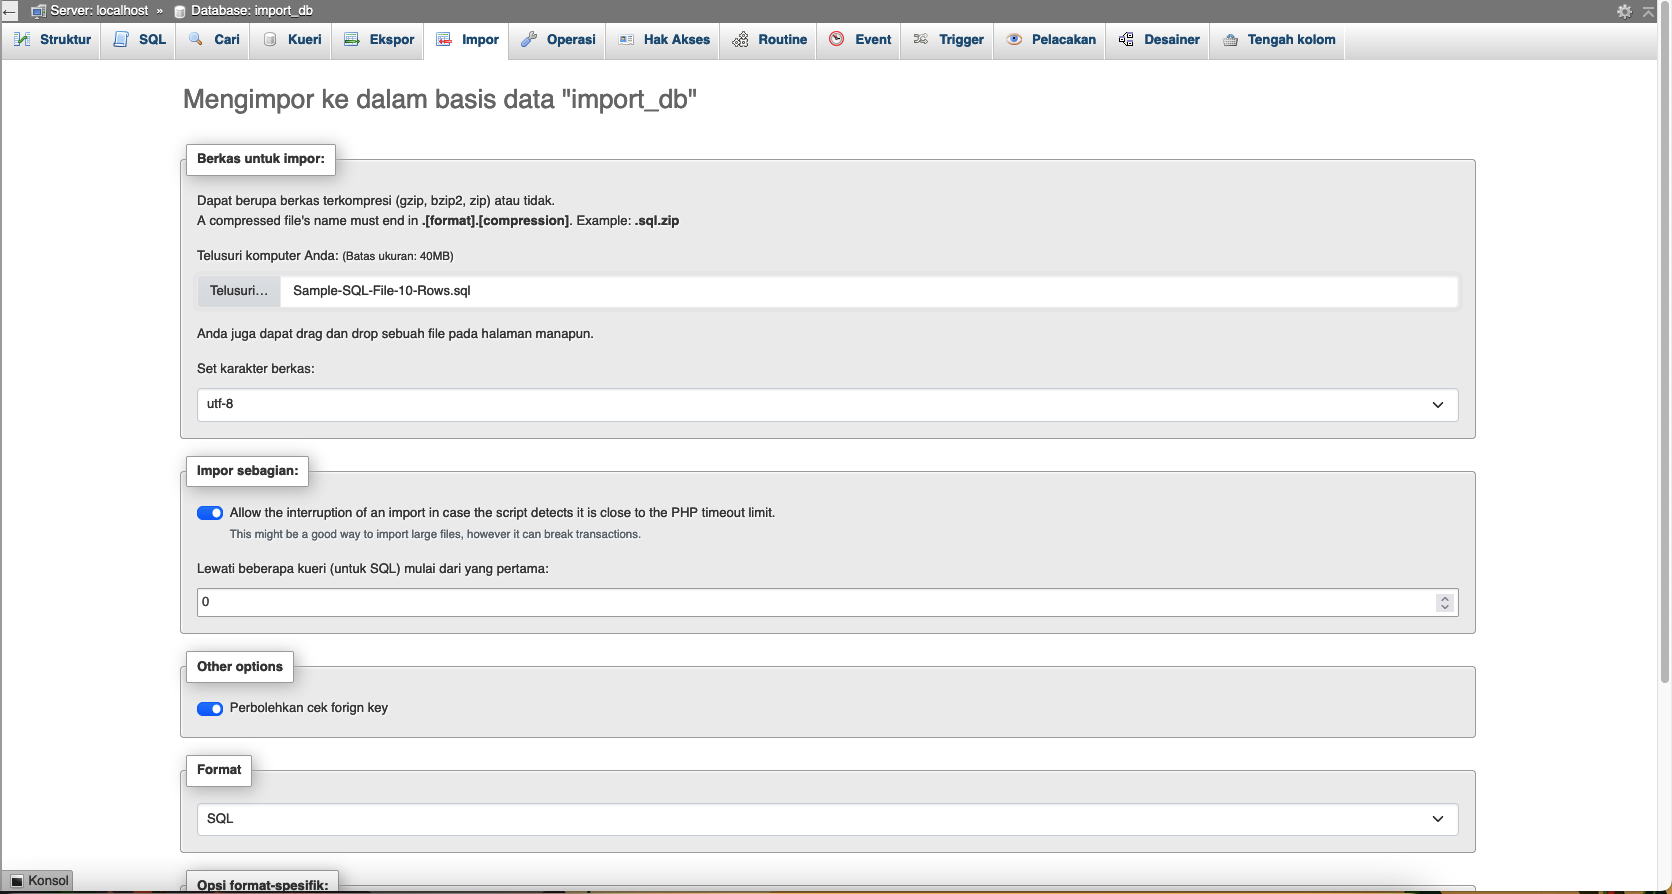 Server: localhost » Database: import_db
Struktur SQL Cari Kueri Ekspor Impor Operasi Hak Akses Routine Event Trigger Pelacakan Desainer Tengah kolom
Mengimpor ke dalam basis data "import_db"
Berkas untuk impor:
Dapat berupa berkas terkompresi (gzip, bzip2, zip) atau tidak.
A compressed file's name must end in .[format].[compression]. Example: .sql.zip
Telusuri komputer Anda: (Batas ukuran: 40MB)
Telusuri... Sample-SQL-File-10-Rows.sql
Anda juga dapat drag dan drop sebuah file pada halaman manapun.
Set karakter berkas:
utf-8
Impor sebagian:
Allow the interruption of an import in case the script detects it is close to the PHP timeout limit.
This might be a good way to import large files, however it can break transactions.
Lewati beberapa kueri (untuk SQL) mulai dari yang pertama:
0
Other options
Perbolehkan cek forign key
Format
SQL
Konsol
Opsi format-spesifik: